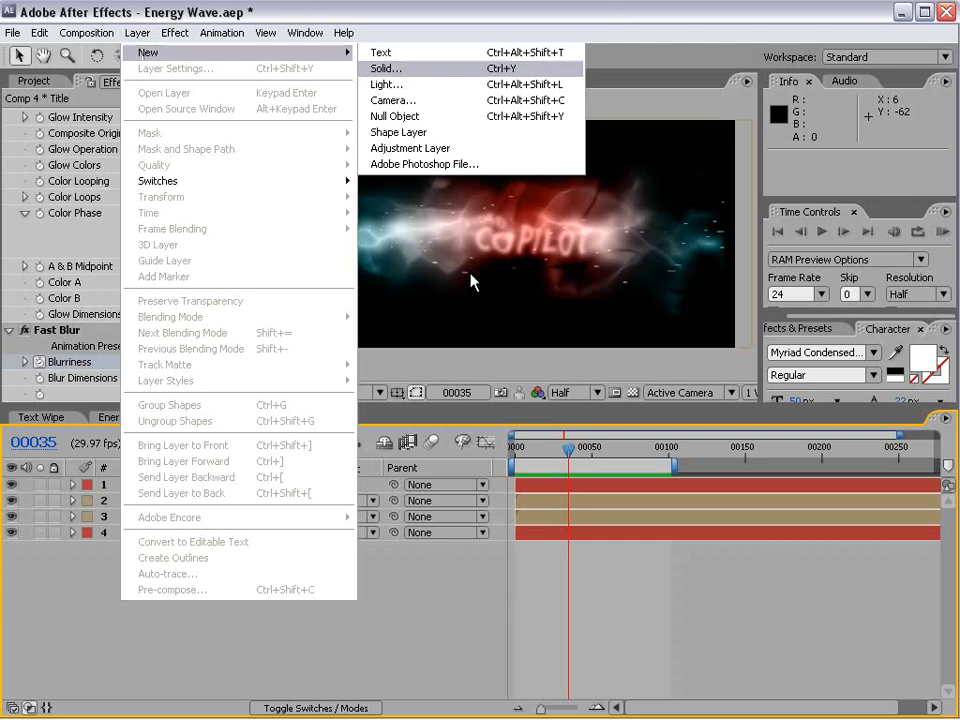 Adobe After Effects - Energy Wave.aep *
File Edit Composition Layer Effect Animation View Window Help
Workspace: Standard
New
Layer Settings... Ctrl+Shift+Y
Open Layer Keypad Enter
Open Source Window Alt+Keypad Enter
Mask
Mask and Shape Path
Quality
Switches
Transform
Time
Frame Blending
3D Layer
Guide Layer
Add Marker
Preserve Transparency
Blending Mode
Next Blending Mode Shift+=
Previous Blending Mode Shift+-
Track Matte
Layer Styles
Group Shapes Ctrl+G
Ungroup Shapes Ctrl+Shift+G
Bring Layer to Front Ctrl+Shift+]
Bring Layer Forward Ctrl+]
Send Layer Backward Ctrl+[
Send Layer to Back Ctrl+Shift+[
Adobe Encore
Convert to Editable Text
Create Outlines
Auto-trace...
Pre-compose... Ctrl+Shift+C
Text Ctrl+Alt+Shift+T
Solid... Ctrl+Y
Light... Ctrl+Alt+Shift+L
Camera... Ctrl+Alt+Shift+C
Null Object Ctrl+Alt+Shift+Y
Shape Layer
Adjustment Layer
Adobe Photoshop File...
Project
Comp 4 * Title
Glow Intensity
Composite Origi
Glow Operation
Glow Colors
Color Looping
Color Loops
Color Phase
A & B Midpoint
Color A
Color B
Glow Dimensions
Fast Blur
Animation Prese
Blurriness
Blur Dimensions
COPILOT
00035 Half Active Camera
Info Audio
R : X : 6
G : Y : -62
B :
A : 0
Time Controls
RAM Preview Options
Frame Rate Skip Resolution
24 0 Half
ffects & Presets Character
Myriad Condensed...
Regular
Text Wipe
00035 (29.97 fps)
# Parent
00050 00100 00150 00200 00250
1 None
2 None
3 None
4 None
Toggle Switches / Modes